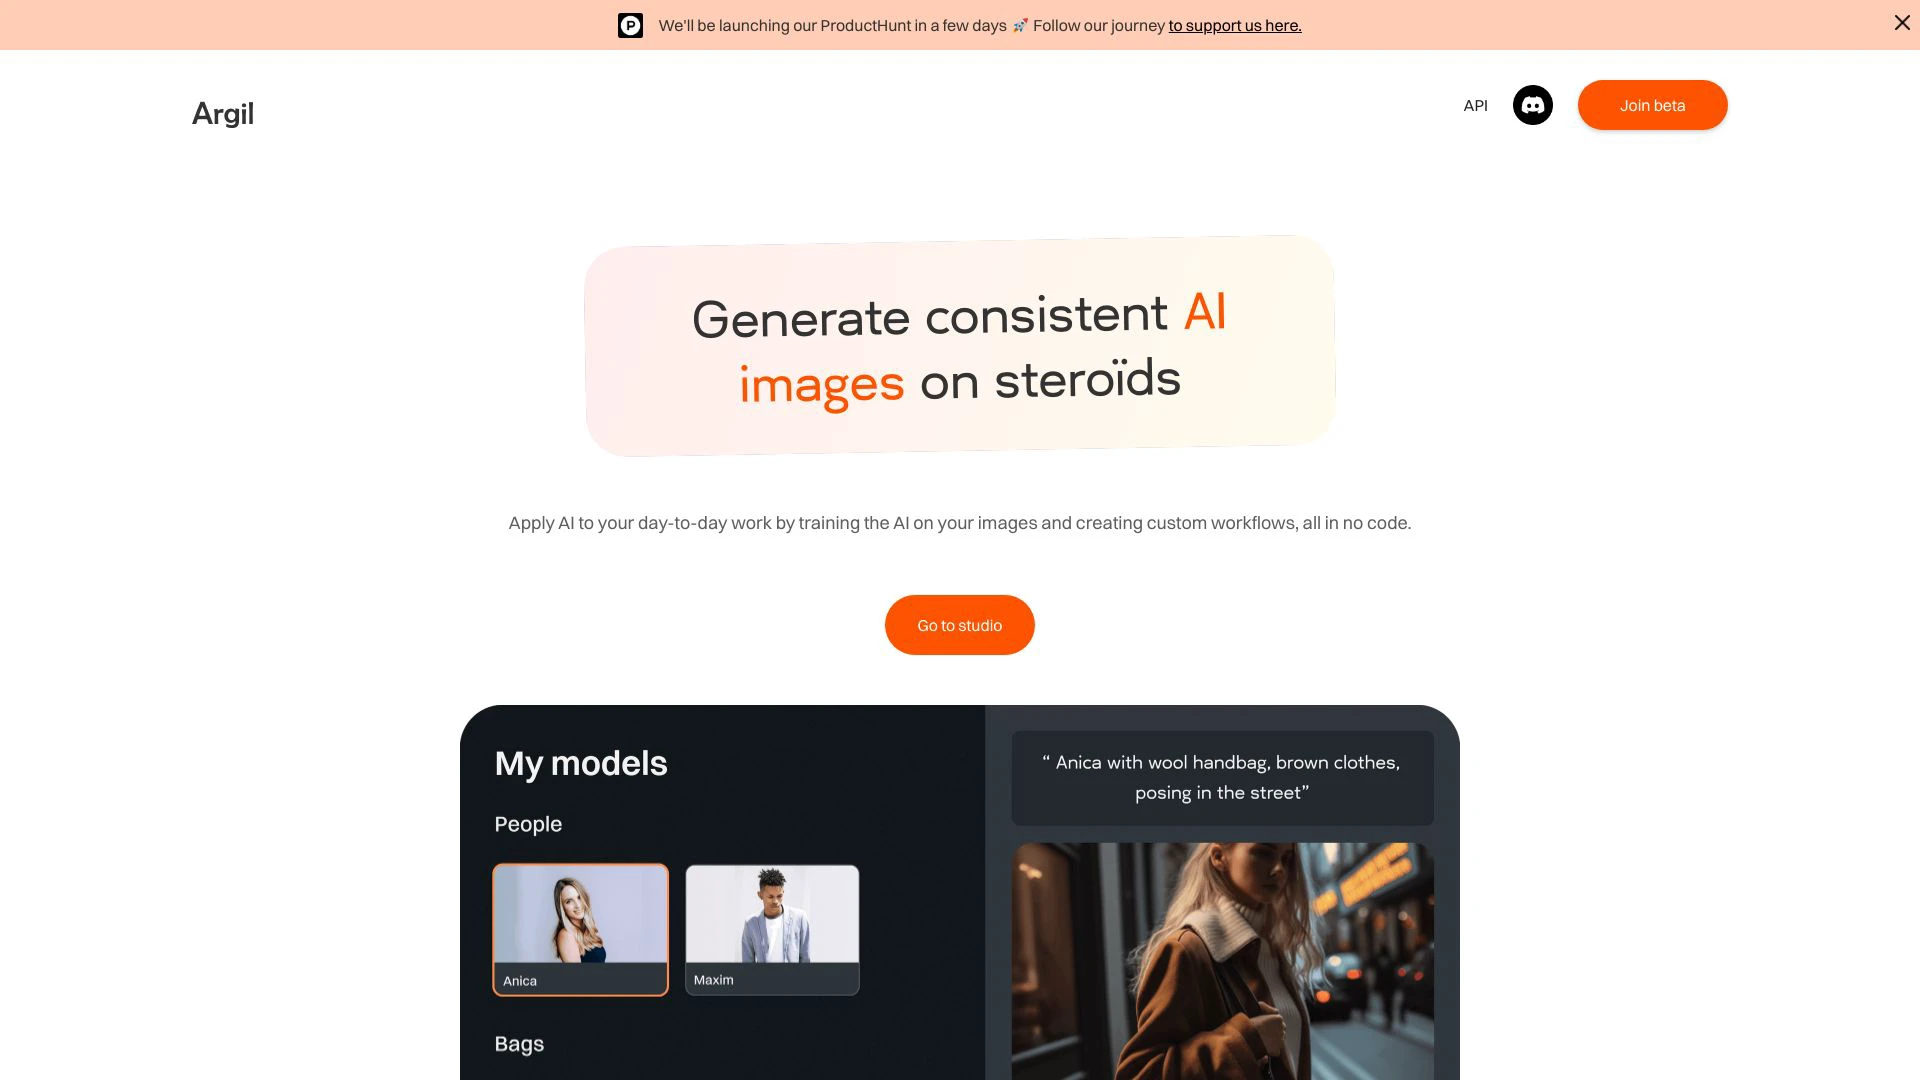 We'll be launching our ProductHunt in a few days 🚀 Follow our journey to support us here.
Argil
API
Join beta
Generate consistent AI
images on steroïds
Apply AI to your day-to-day work by training the AI on your images and creating custom workflows, all in no code.
Go to studio
My models
People
Anica
Maxim
Bags
“ Anica with wool handbag, brown clothes,
posing in the street”